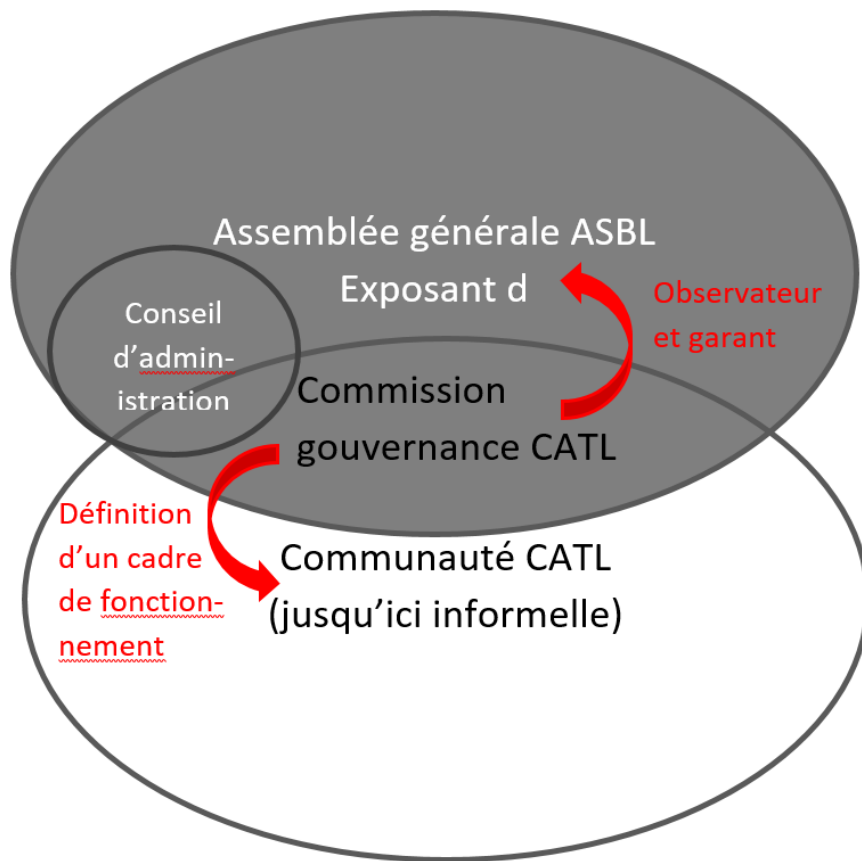 Assemblée générale ASBL
Exposant d
Observateur
et garant
Conseil
d’admin-
istration
Commission
gouvernance CATL
Définition
d’un cadre
de fonction-
nement
Communauté CATL
(jusqu’ici informelle)